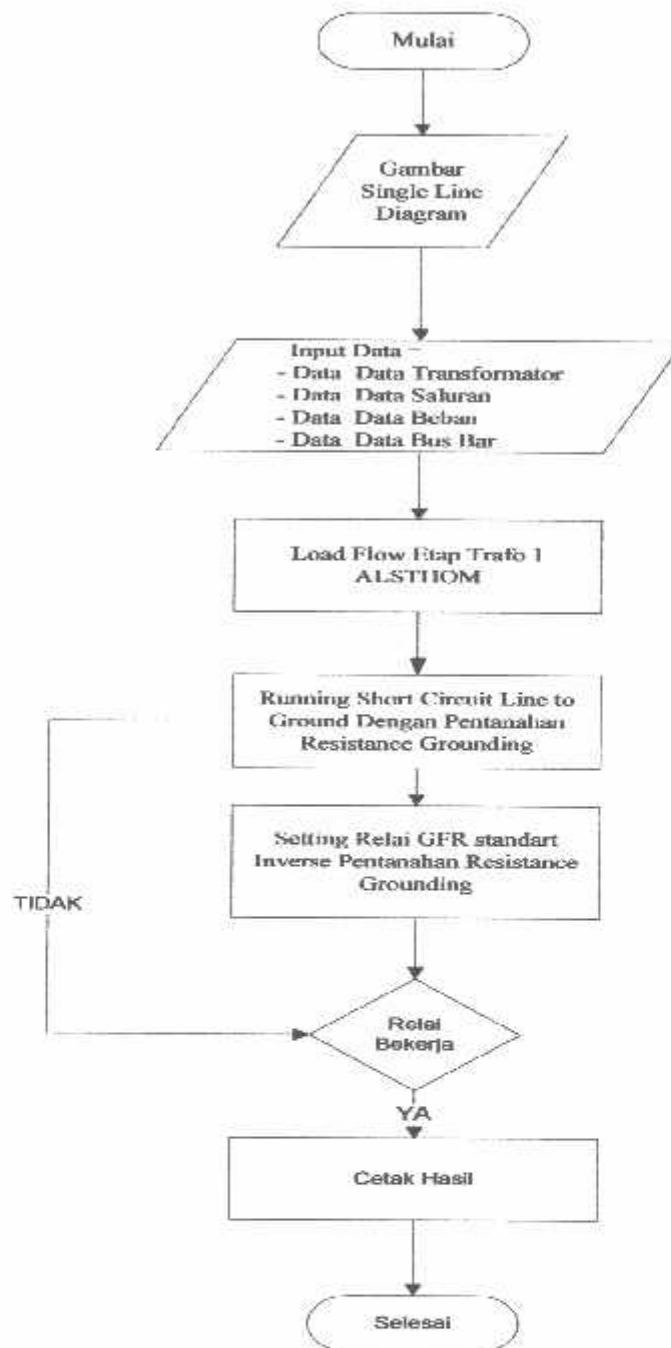 Mulai
Gambar
Single Line
Diagram
Input Data =
- Data Data Transformator
- Data Data Saluran
- Data Data Beban
- Data Data Bus Bar
Load Flow Etap Trafo 1
ALSTHOM
Running Short Circuit Line to
Ground Dengan Pentanahan
Resistance Grounding
Setting Relai GFR standart
Inverse Pentanahan Resistance
Grounding
TIDAK
Relai
Bekerja
YA
Cetak Hasil
Selesai